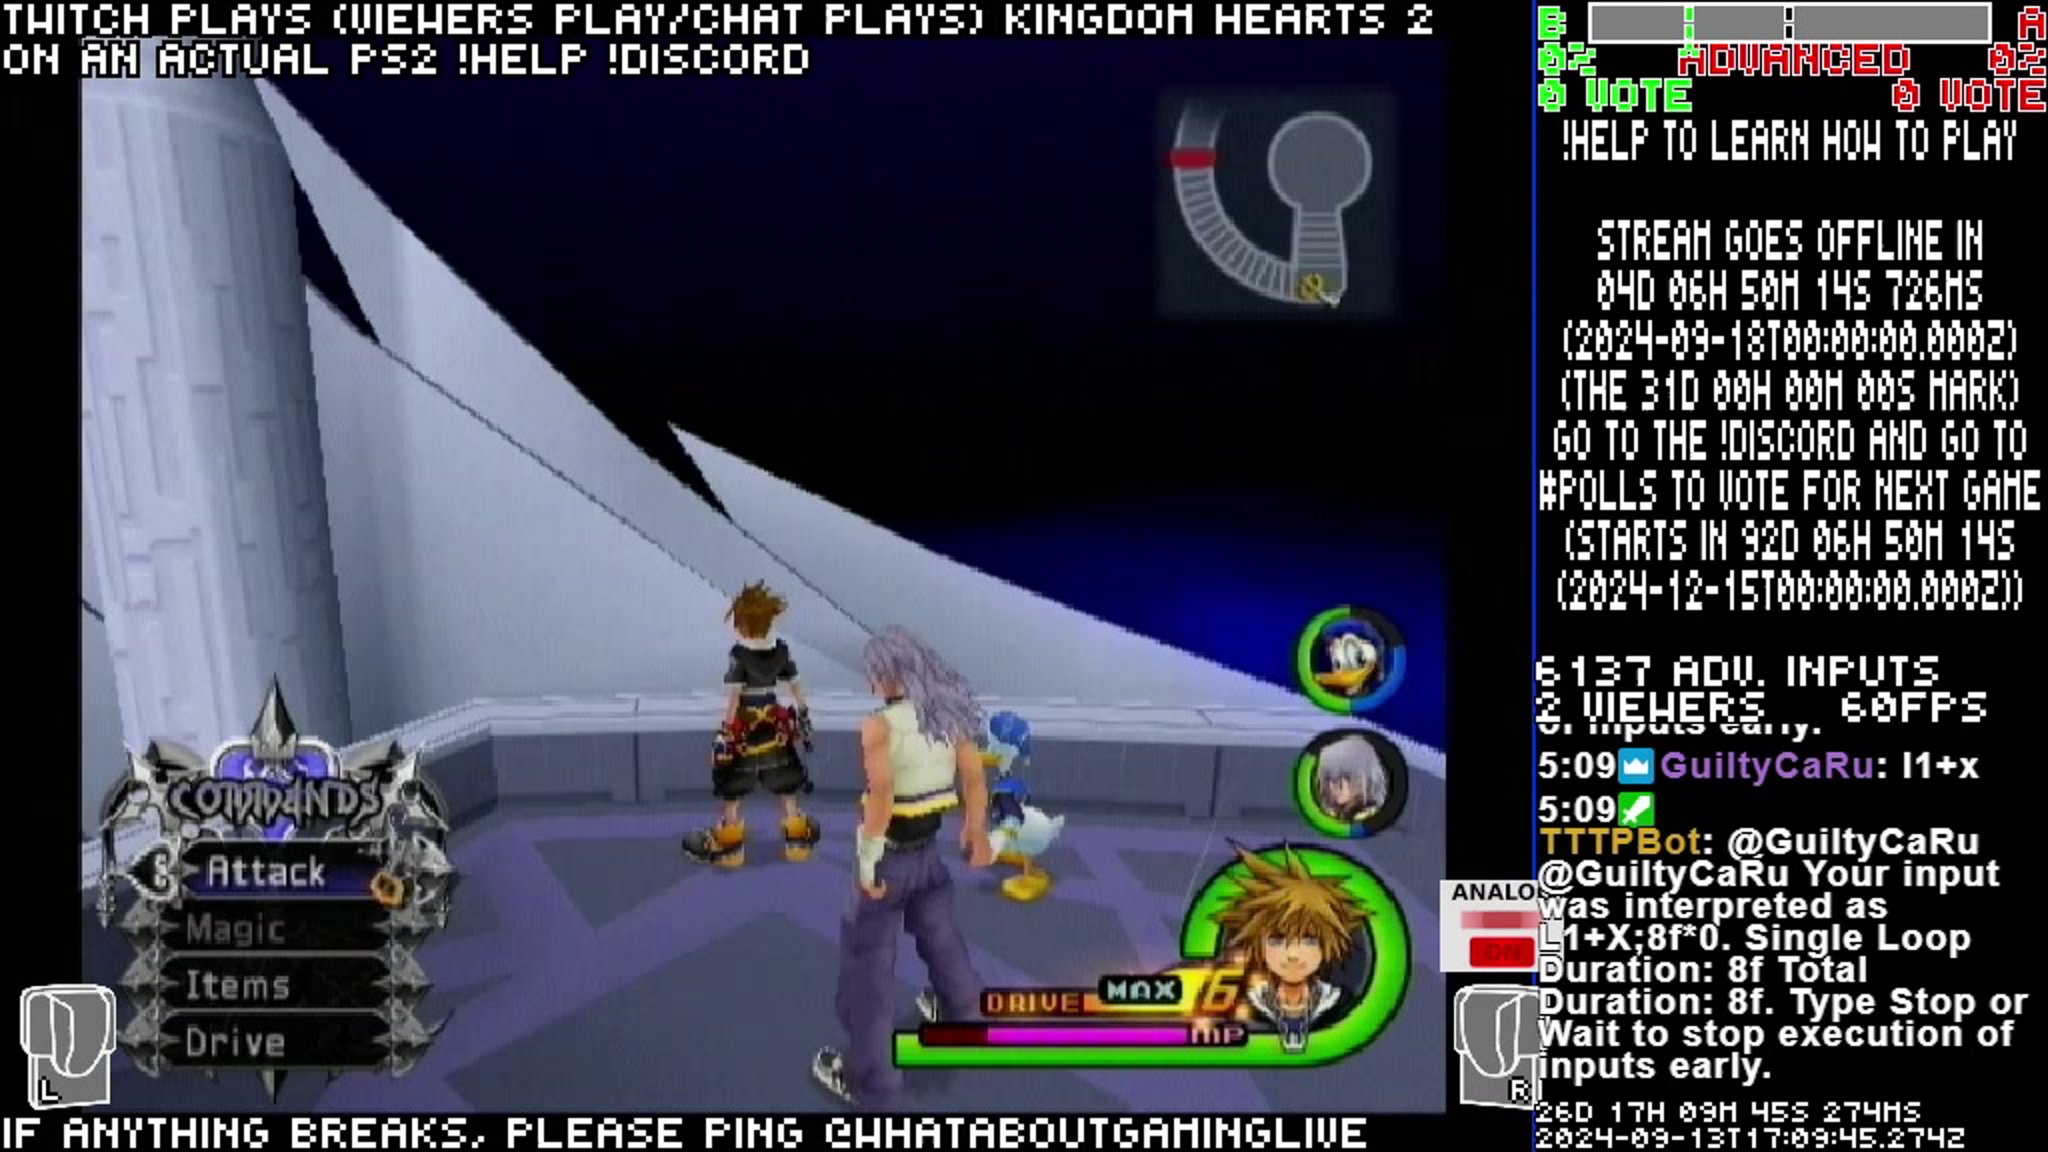 TWITCH PLAYS (VIEWERS PLAY/CHAT PLAYS) KINGDOM HEARTS 2
ON AN ACTUAL PS2 !HELP !DISCORD
B A
0% ADVANCED 0%
0 VOTE 0 VOTE
!HELP TO LEARN HOW TO PLAY
STREAM GOES OFFLINE IN
04D 06H 50M 14S 726MS
(2024-09-18T00:00:00.000Z)
(THE 31D 00H 00M 00S MARK)
GO TO THE !DISCORD AND GO TO
#POLLS TO VOTE FOR NEXT GAME
(STARTS IN 92D 06H 50M 14S
(2024-12-15T00:00:00.000Z))
6137 ADV. INPUTS
2 VIEWERS 60FPS
inputs early.
5:09 GuiltyCaRu: l1+x
5:09
TTTPBot: @GuiltyCaRu
@GuiltyCaRu Your input
was interpreted as
L1+X;8f*0. Single Loop
Duration: 8f Total
Duration: 8f. Type Stop or
Wait to stop execution of
inputs early.
26D 17H 09M 45S 274MS
2024-09-13T17:09:45.274Z
COMMANDS
Attack
Magic
Items
Drive
DRIVE MAX 6
MP
ANALO
ON
L
R
IF ANYTHING BREAKS, PLEASE PING @WHATABOUTGAMINGLIVE